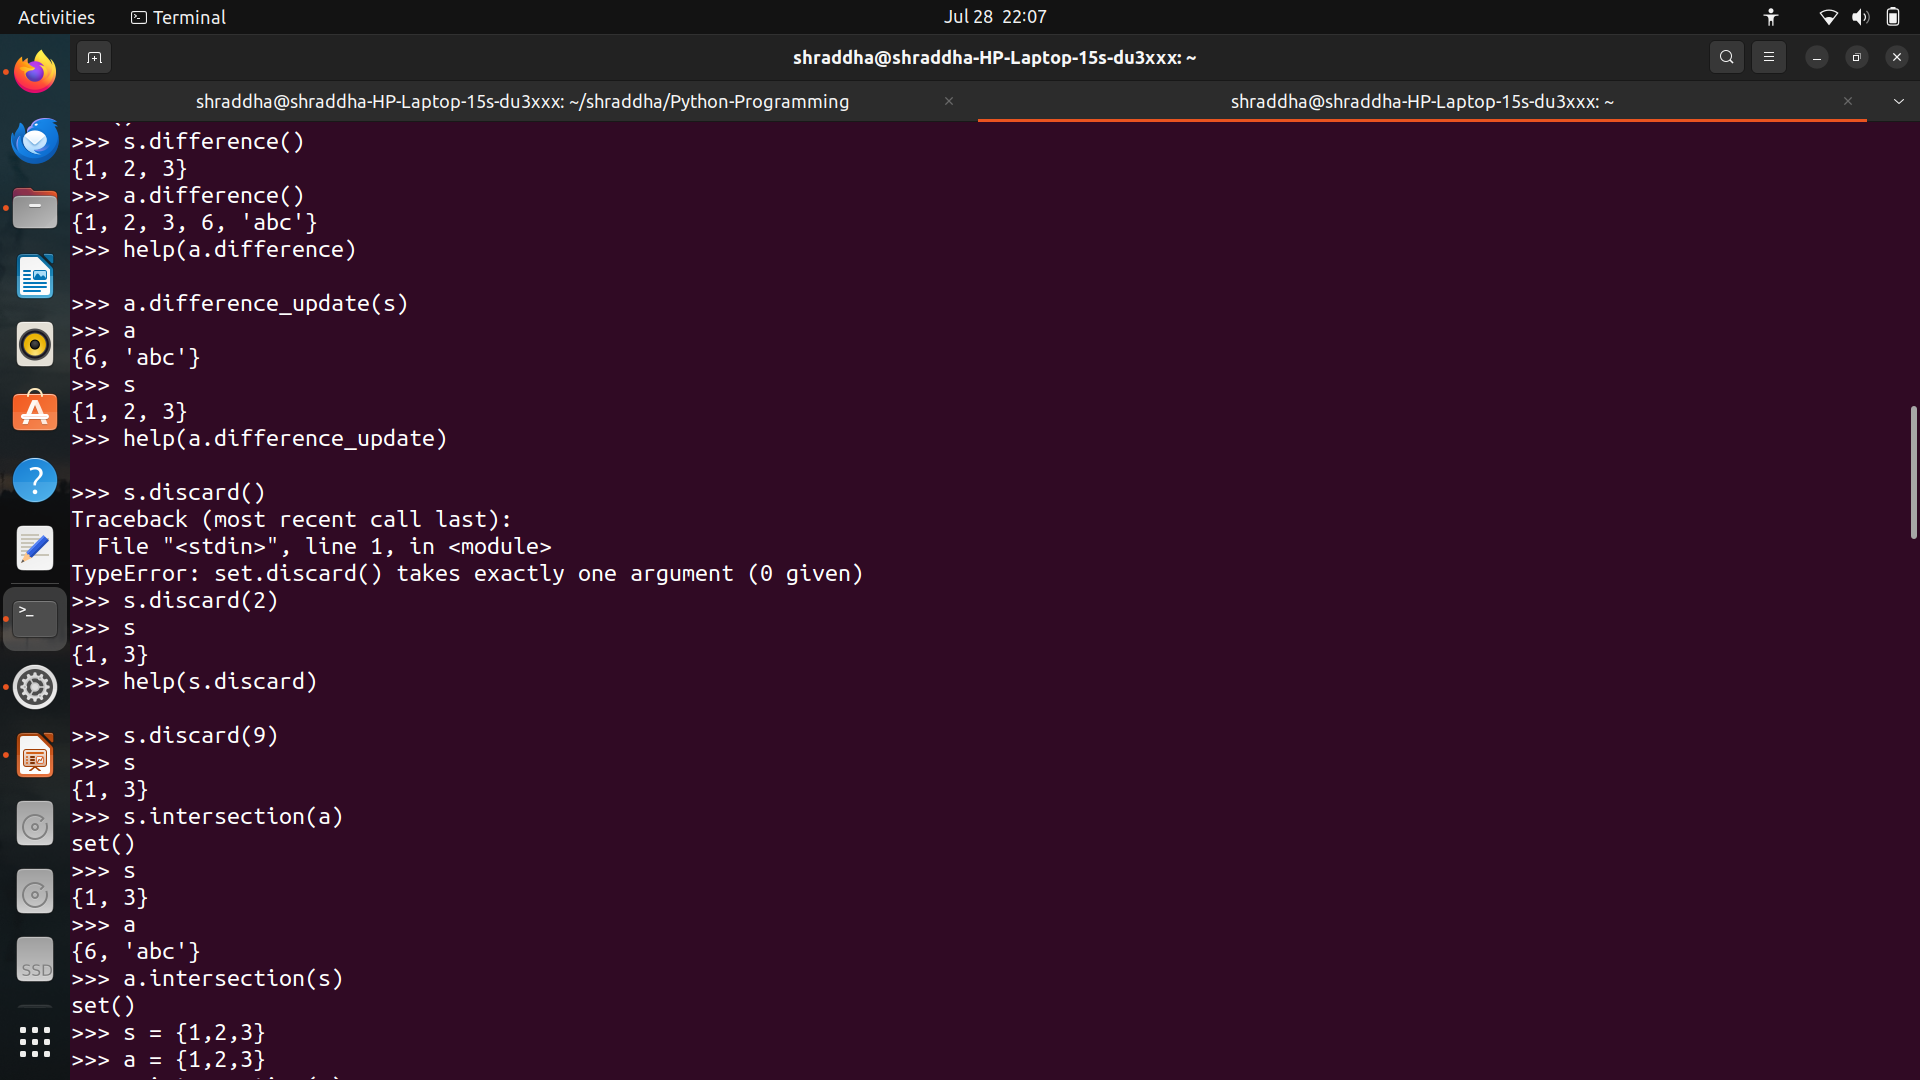 Activities
Terminal
Jul 28 22:07
shraddha@shraddha-HP-Laptop-15s-du3xxx: ~
shraddha@shraddha-HP-Laptop-15s-du3xxx: ~/shraddha/Python-Programming
shraddha@shraddha-HP-Laptop-15s-du3xxx: ~
>>> s.difference()
{1, 2, 3}
>>> a.difference()
{1, 2, 3, 6, 'abc'}
>>> help(a.difference)
>>> a.difference_update(s)
>>> a
{6, 'abc'}
>>> s
{1, 2, 3}
>>> help(a.difference_update)
>>> s.discard()
Traceback (most recent call last):
  File "<stdin>", line 1, in <module>
TypeError: set.discard() takes exactly one argument (0 given)
>>> s.discard(2)
>>> s
{1, 3}
>>> help(s.discard)
>>> s.discard(9)
>>> s
{1, 3}
>>> s.intersection(a)
set()
>>> s
{1, 3}
>>> a
{6, 'abc'}
>>> a.intersection(s)
set()
>>> s = {1,2,3}
>>> a = {1,2,3}
SSD